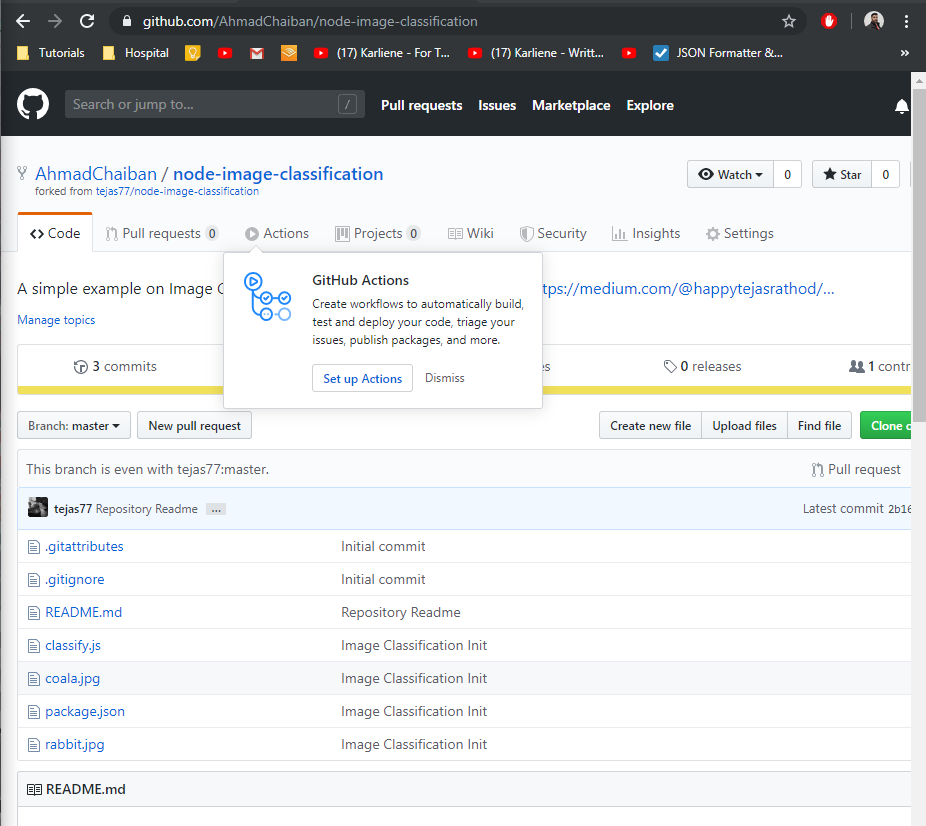 github.com/AhmadChaiban/node-image-classification
Tutorials Hospital (17) Karliene - For T... (17) Karliene - Writt... JSON Formatter &... »
Search or jump to... / Pull requests Issues Marketplace Explore
AhmadChaiban / node-image-classification Watch 0 Star 0
forked from tejas77/node-image-classification
Code Pull requests 0 Actions Projects 0 Wiki Security Insights Settings
GitHub Actions
Create workflows to automatically build,
test and deploy your code, triage your
issues, publish packages, and more.
Set up Actions Dismiss
A simple example on Image C ttps://medium.com/@happytejasrathod/...
Manage topics
3 commits es 0 releases 1 contr
Branch: master New pull request Create new file Upload files Find file Clone o
This branch is even with tejas77:master. Pull request
tejas77 Repository Readme ... Latest commit 2b16
.gitattributes Initial commit
.gitignore Initial commit
README.md Repository Readme
classify.js Image Classification Init
coala.jpg Image Classification Init
package.json Image Classification Init
rabbit.jpg Image Classification Init
README.md